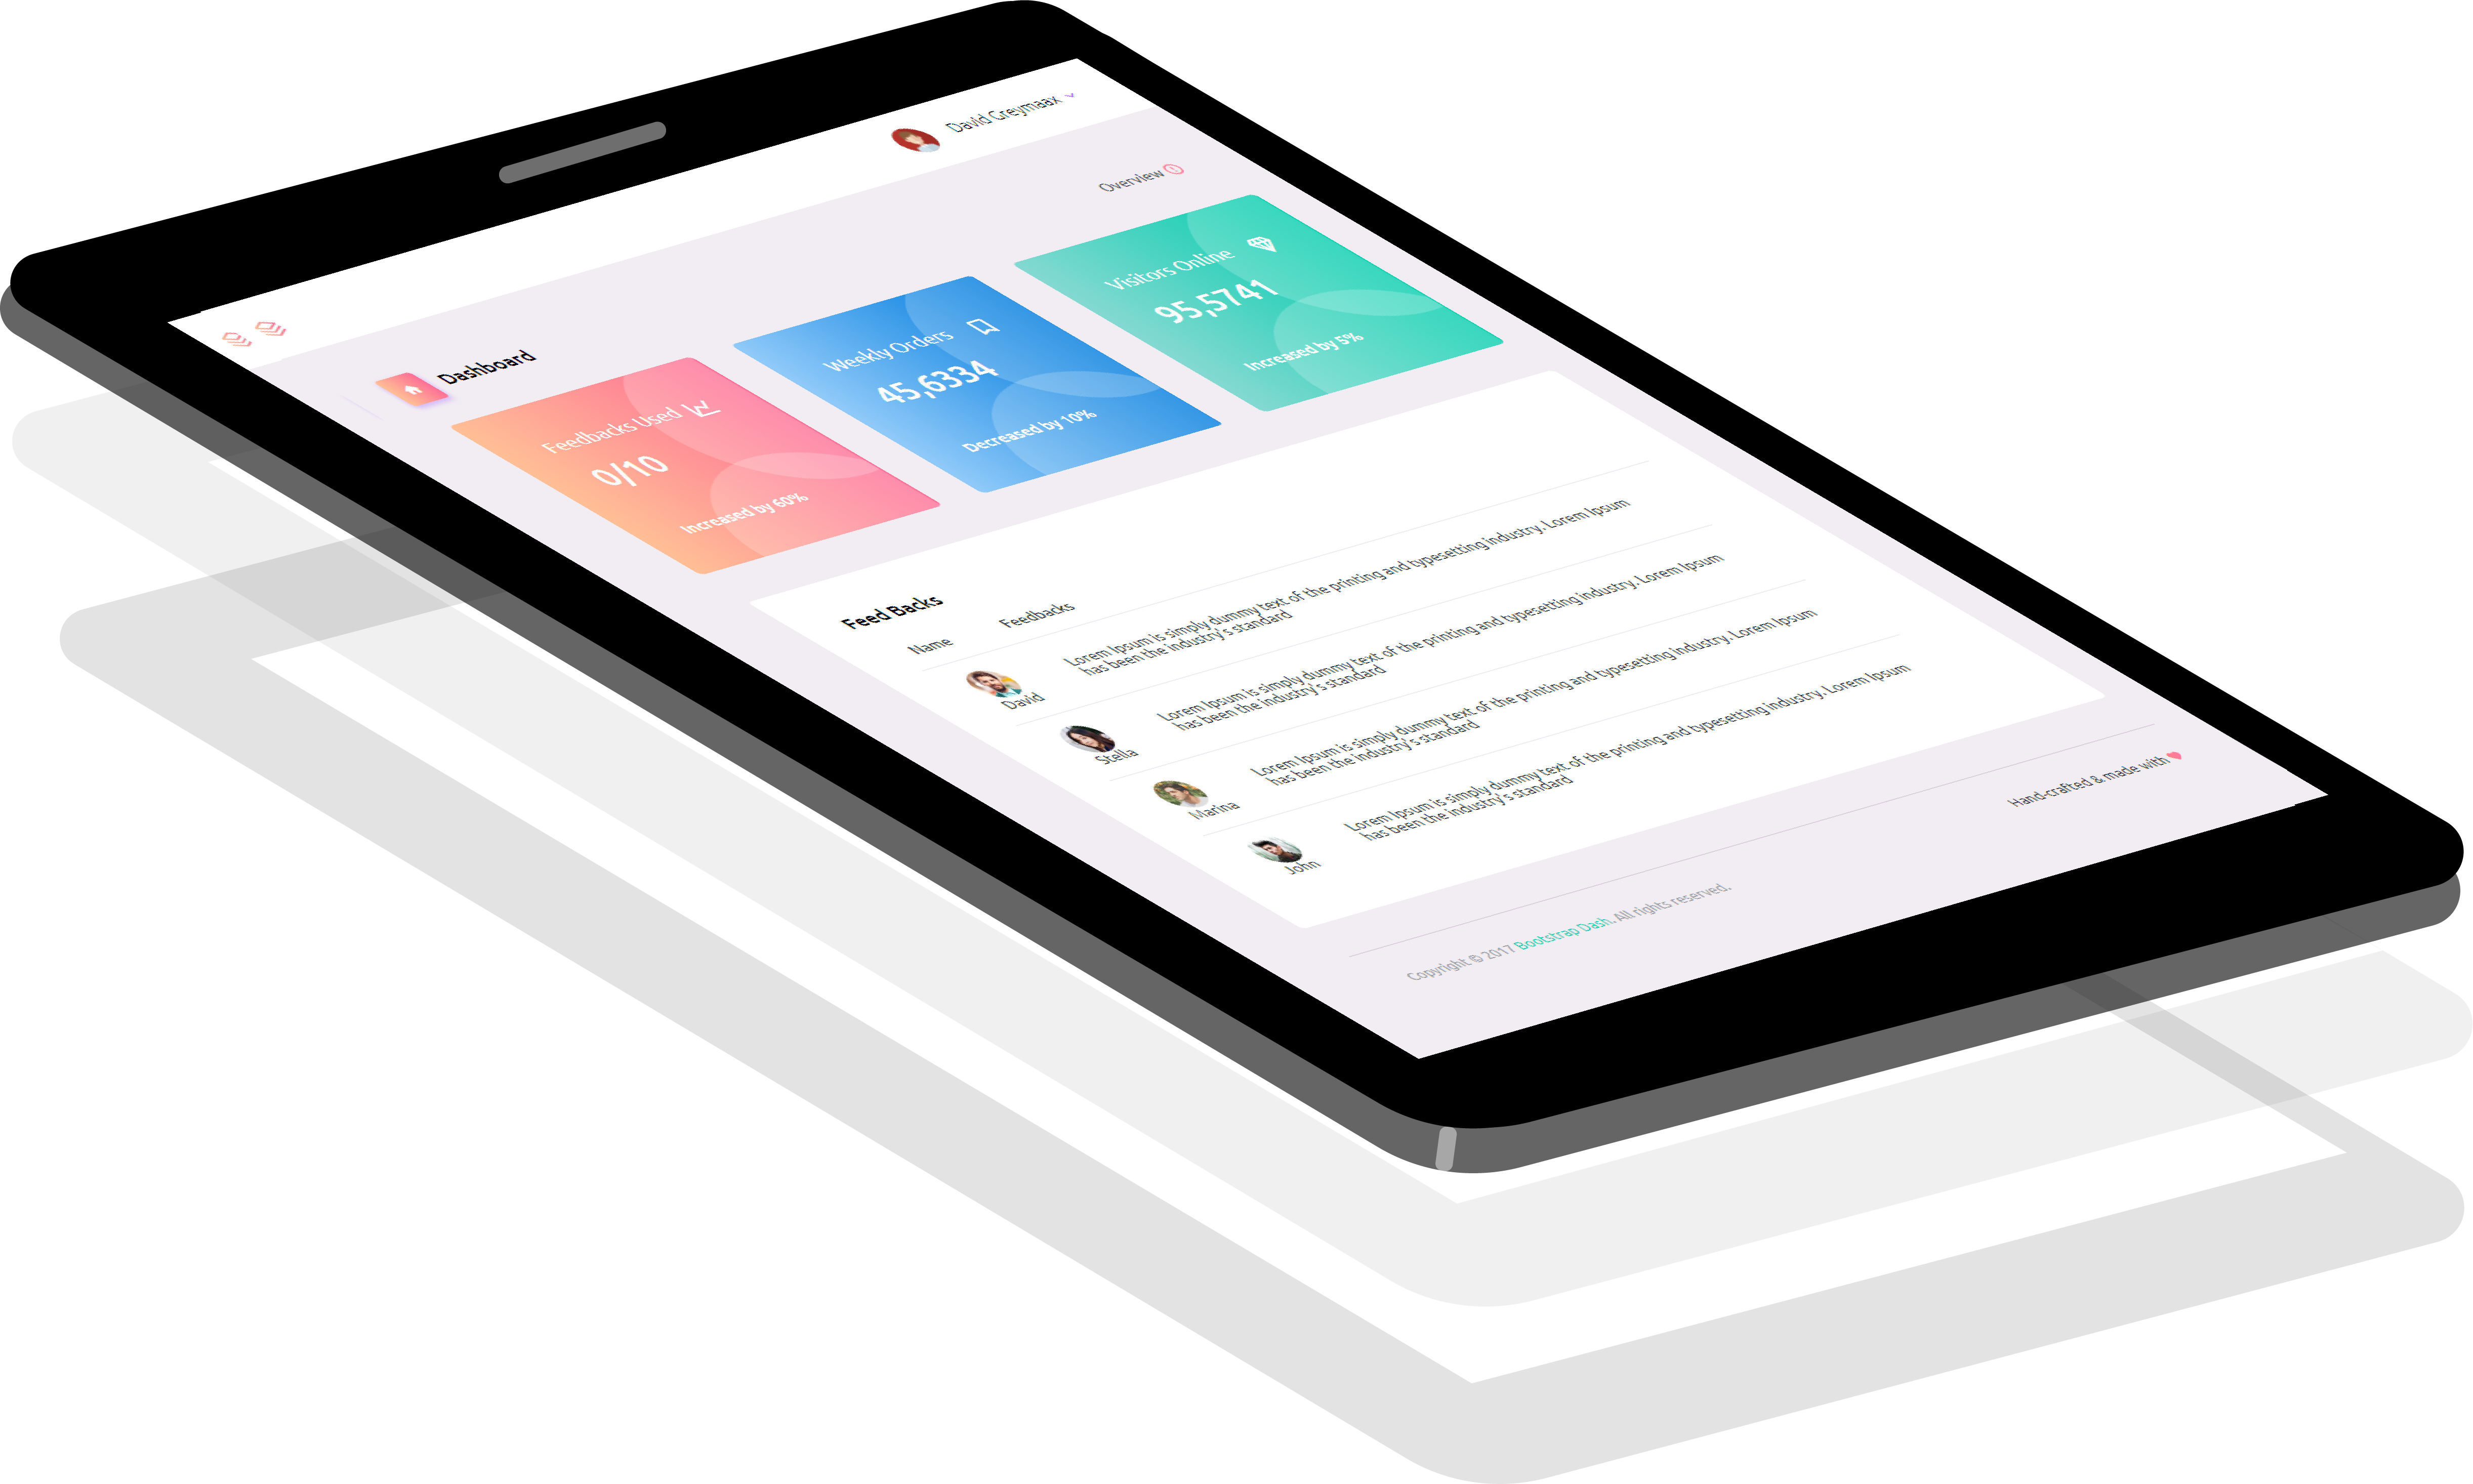 David Greymaax
Dashboard
Overview
Feedbacks Used
0/10
Increased by 60%
Weekly Orders
45,6334
Decreased by 10%
Visitors Online
95,5741
Increased by 5%
Feed Backs
Name Feedbacks
David
Lorem Ipsum is simply dummy text of the printing and typesetting industry. Lorem Ipsum
has been the industry's standard
Stella
Lorem Ipsum is simply dummy text of the printing and typesetting industry. Lorem Ipsum
has been the industry's standard
Marina
Lorem Ipsum is simply dummy text of the printing and typesetting industry. Lorem Ipsum
has been the industry's standard
John
Lorem Ipsum is simply dummy text of the printing and typesetting industry. Lorem Ipsum
has been the industry's standard
Copyright © 2017 Bootstrap Dash. All rights reserved.
Hand-crafted & made with